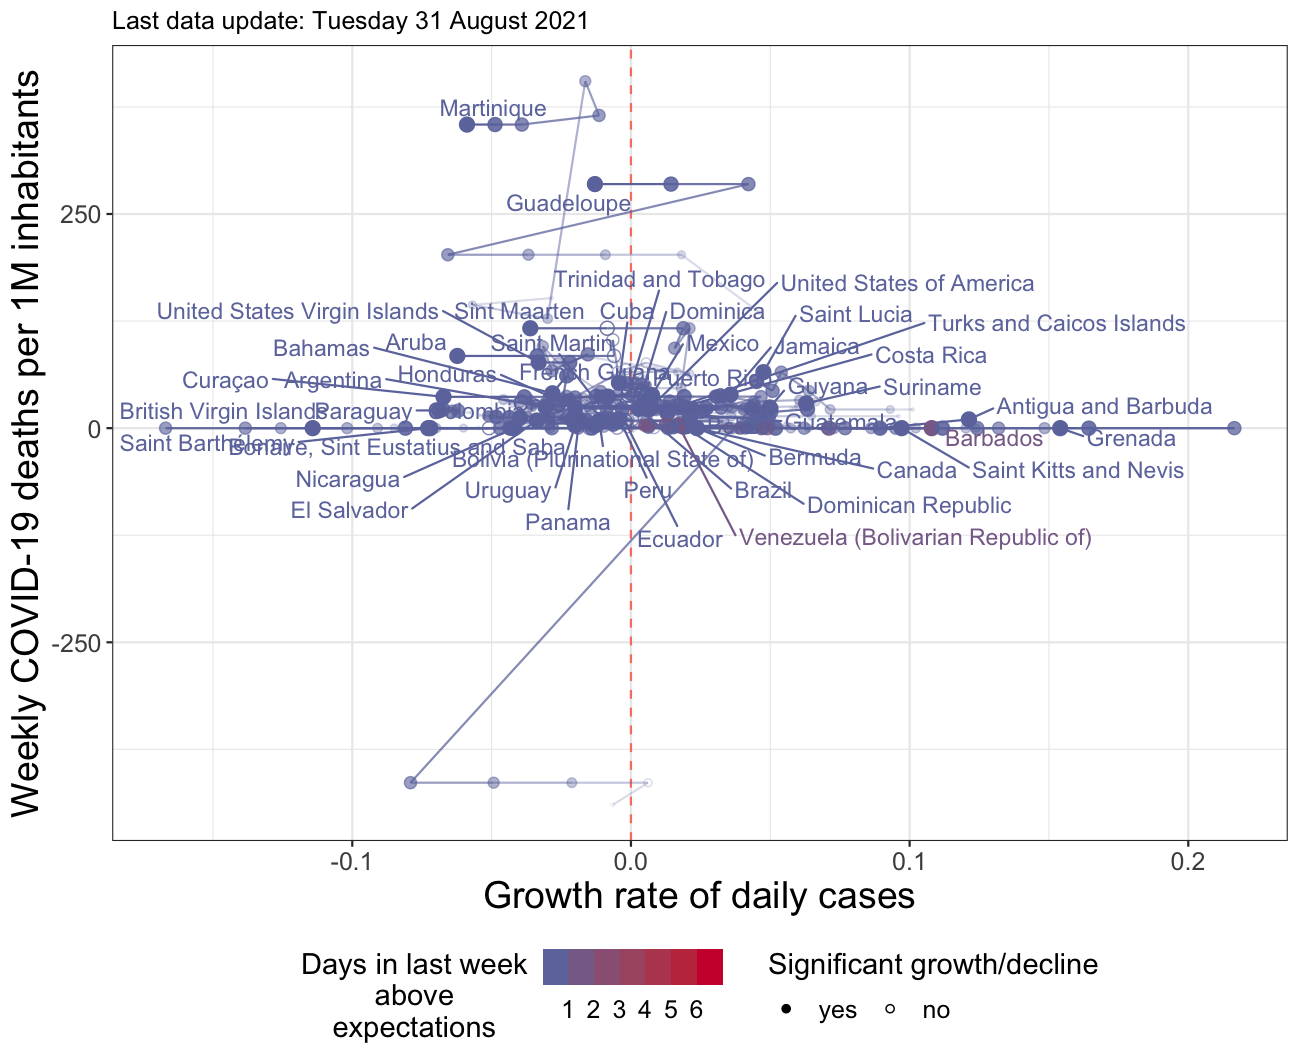 Last data update: Tuesday 31 August 2021
Weekly COVID-19 deaths per 1M inhabitants
250
0
-250
Martinique
Guadeloupe
Trinidad and Tobago
United States of America
United States Virgin Islands
Sint Maarten
Cuba
Dominica
Saint Lucia
Turks and Caicos Islands
Bahamas
Aruba
Saint Martin
Mexico
Jamaica
Costa Rica
Curaçao
Argentina
Honduras
French Guiana
Puerto Rico
Guyana
Suriname
British Virgin Islands
Paraguay
Colombia
Guatemala
Antigua and Barbuda
Saint Barthélemy
Bonaire, Sint Eustatius and Saba
Barbados
Grenada
Nicaragua
Bolivia (Plurinational State of)
Bermuda
Canada
Saint Kitts and Nevis
El Salvador
Uruguay
Peru
Brazil
Dominican Republic
Panama
Ecuador
Venezuela (Bolivarian Republic of)
-0.1
0.0
0.1
0.2
Growth rate of daily cases
Days in last week
above
expectations
1 2 3 4 5 6
Significant growth/decline
yes
no